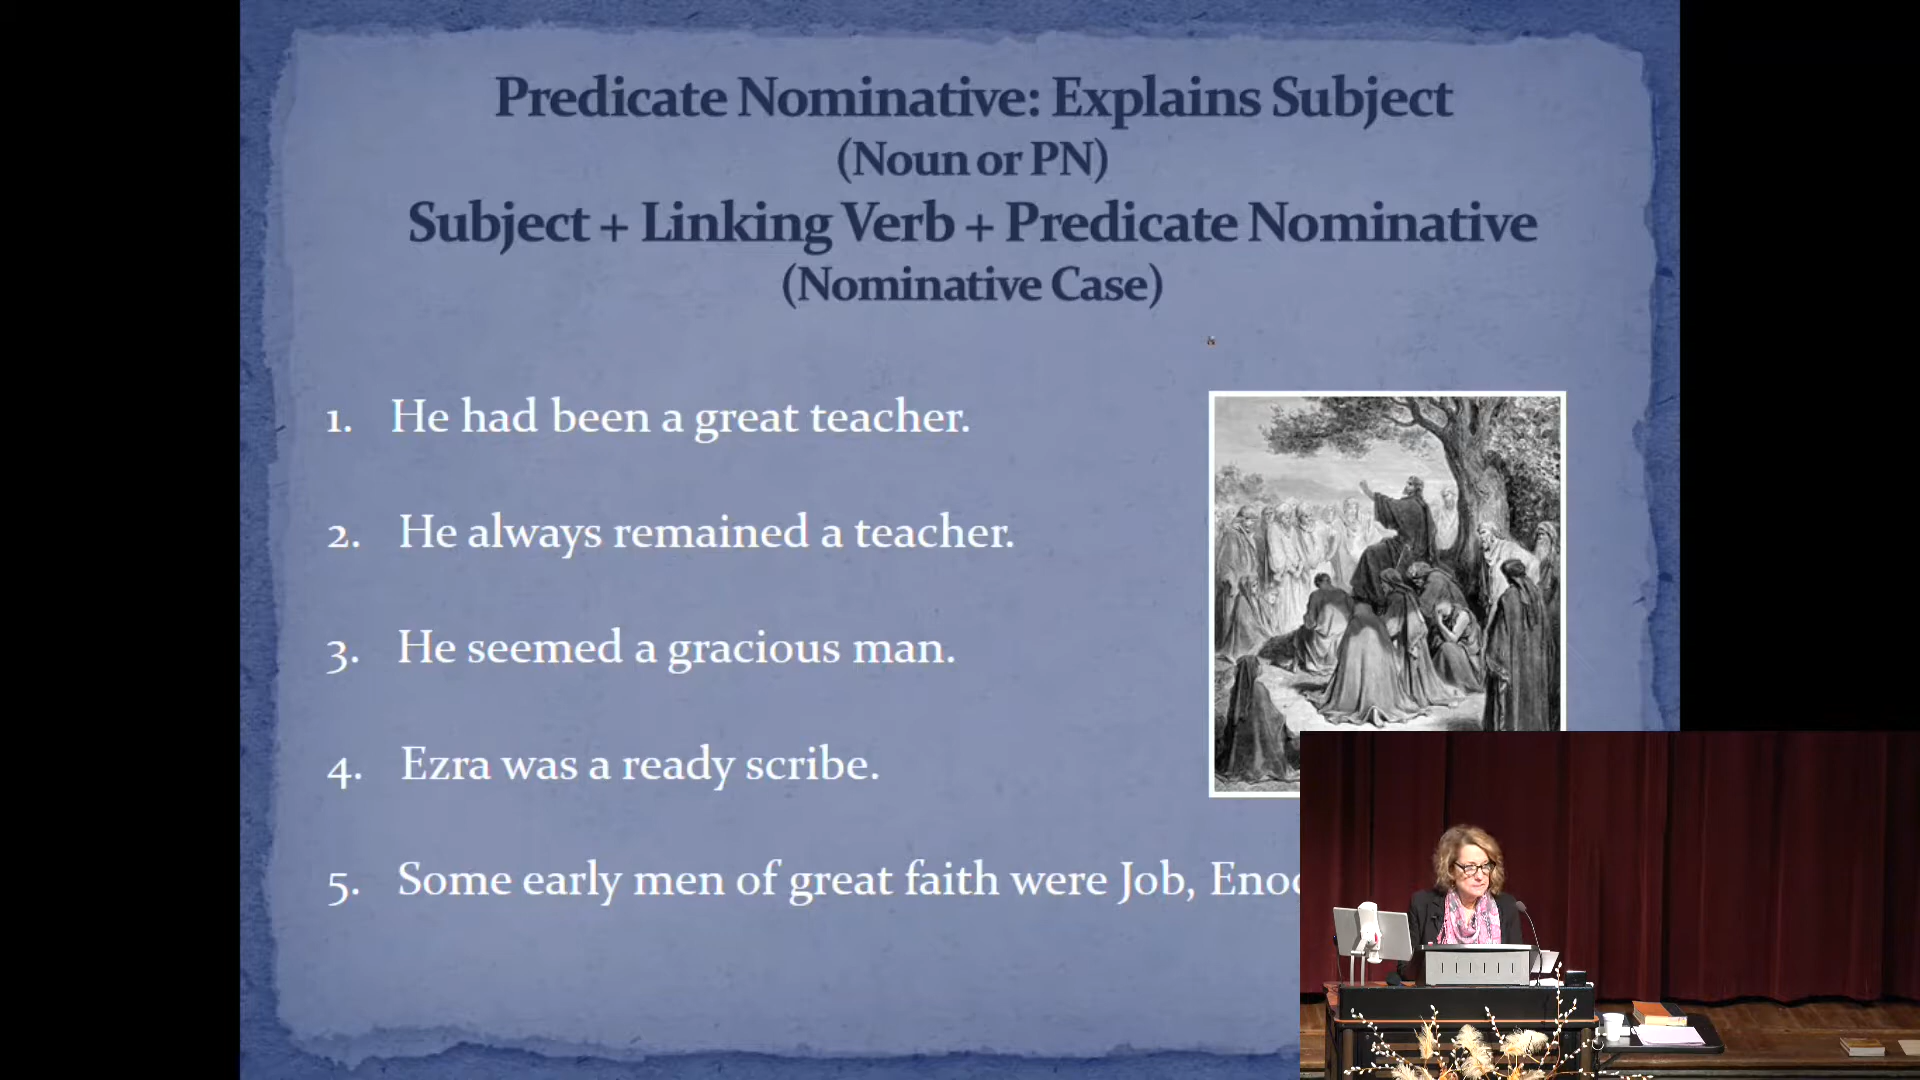 Predicate Nominative: Explains Subject
(Noun or PN)
Subject + Linking Verb + Predicate Nominative
(Nominative Case)
1. He had been a great teacher.
2. He always remained a teacher.
3. He seemed a gracious man.
4. Ezra was a ready scribe.
5. Some early men of great faith were Job,